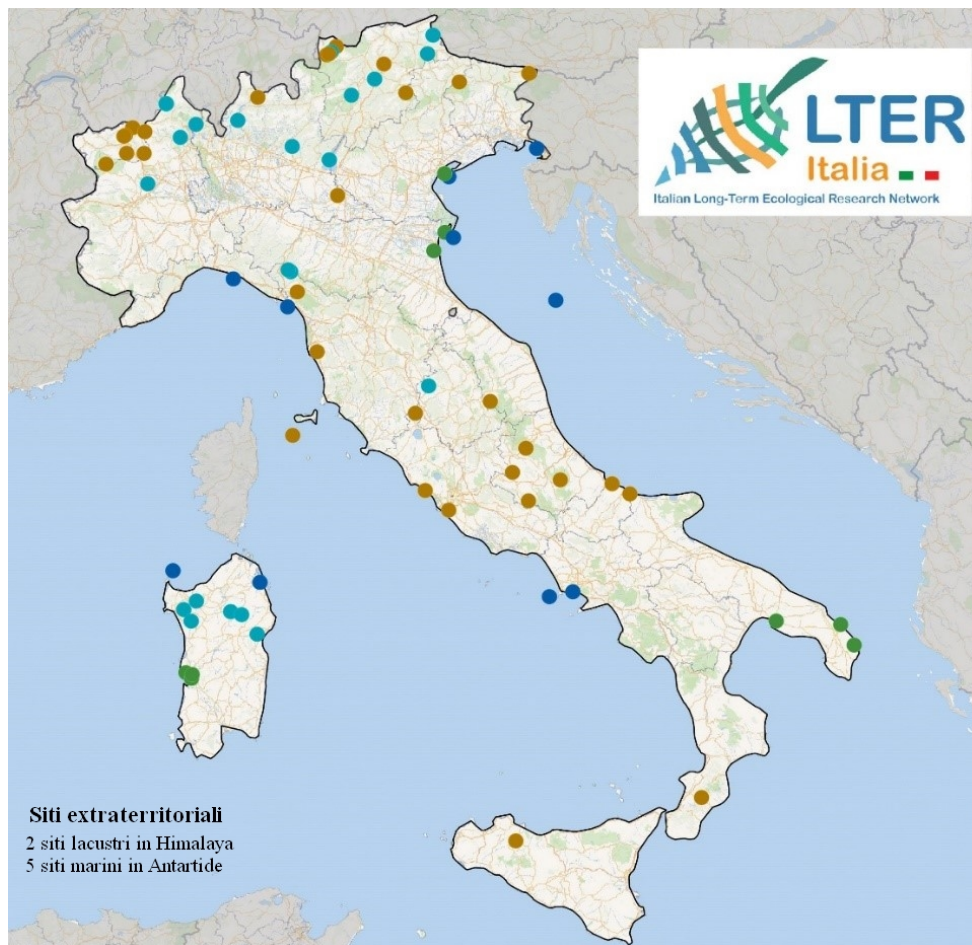 LTER
Italia
Italian Long-Term Ecological Research Network
Siti extraterritoriali
2 siti lacustri in Himalaya
5 siti marini in Antartide